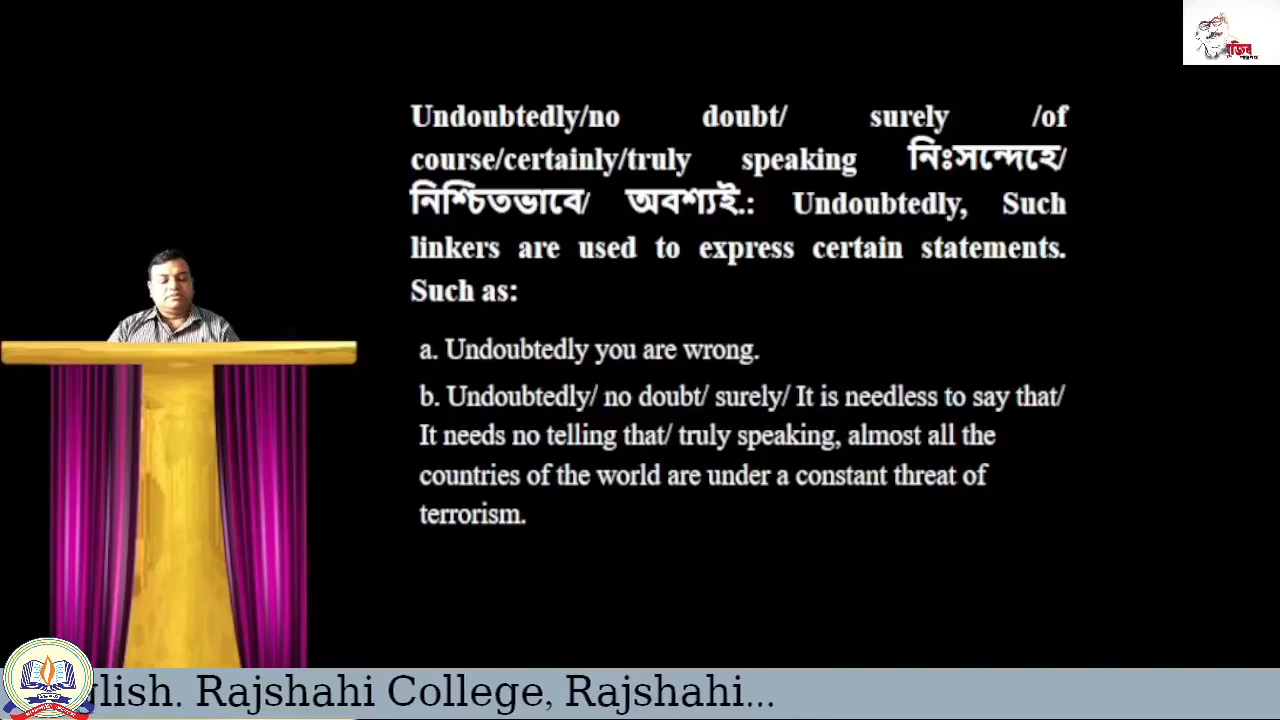 মুজিব
Undoubtedly/no doubt/ surely /of
course/certainly/truly speaking নিঃসন্দেহে/
নিশ্চিতভাবে/ অবশ্যই.: Undoubtedly, Such
linkers are used to express certain statements.
Such as:
a. Undoubtedly you are wrong.
b. Undoubtedly/ no doubt/ surely/ It is needless to say that/
It needs no telling that/ truly speaking, almost all the
countries of the world are under a constant threat of
terrorism.
glish. Rajshahi College, Rajshahi...